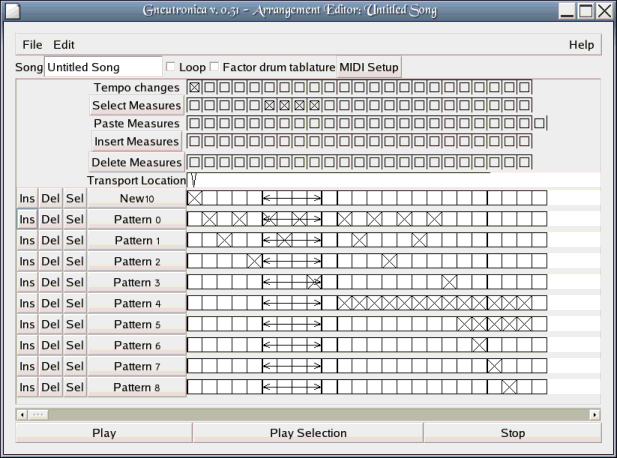 Gneutronica v. 0.31 - Arrangement Editor: Untitled Song
File Edit Help
Song Untitled Song Loop Factor drum tablature MIDI Setup
Tempo changes
Select Measures
Paste Measures
Insert Measures
Delete Measures
Transport Location
Ins Del Sel New10
Ins Del Sel Pattern 0
Ins Del Sel Pattern 1
Ins Del Sel Pattern 2
Ins Del Sel Pattern 3
Ins Del Sel Pattern 4
Ins Del Sel Pattern 5
Ins Del Sel Pattern 6
Ins Del Sel Pattern 7
Ins Del Sel Pattern 8
Play Play Selection Stop